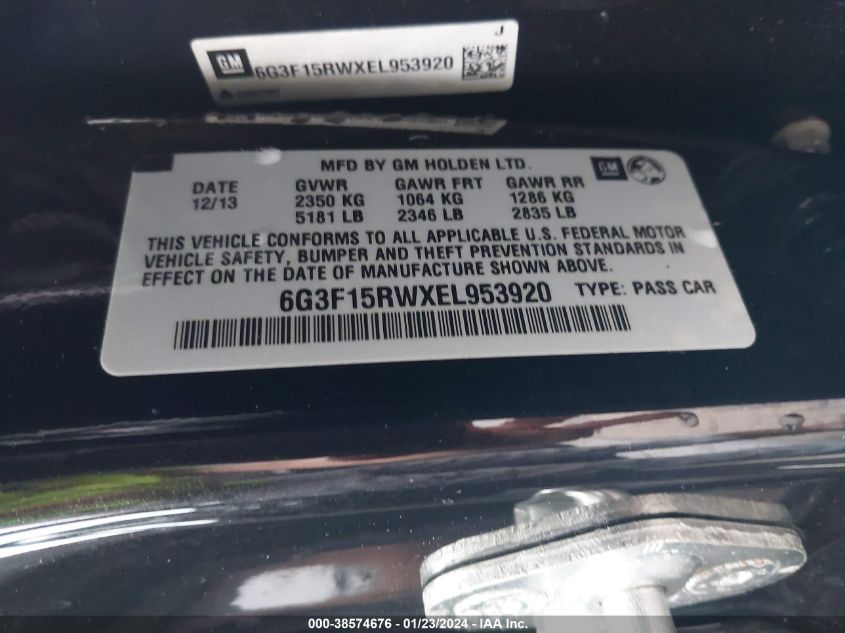 J
GM
6G3F15RWXEL953920
MFD BY GM HOLDEN LTD.
GM
DATE GVWR GAWR FRT GAWR RR
12/13 2350 KG 1064 KG 1286 KG
5181 LB 2346 LB 2835 LB
THIS VEHICLE CONFORMS TO ALL APPLICABLE U.S. FEDERAL MOTOR
VEHICLE SAFETY, BUMPER AND THEFT PREVENTION STANDARDS IN
EFFECT ON THE DATE OF MANUFACTURE SHOWN ABOVE.
6G3F15RWXEL953920 TYPE: PASS CAR
000-38574676 - 01/23/2024 - IAA Inc.